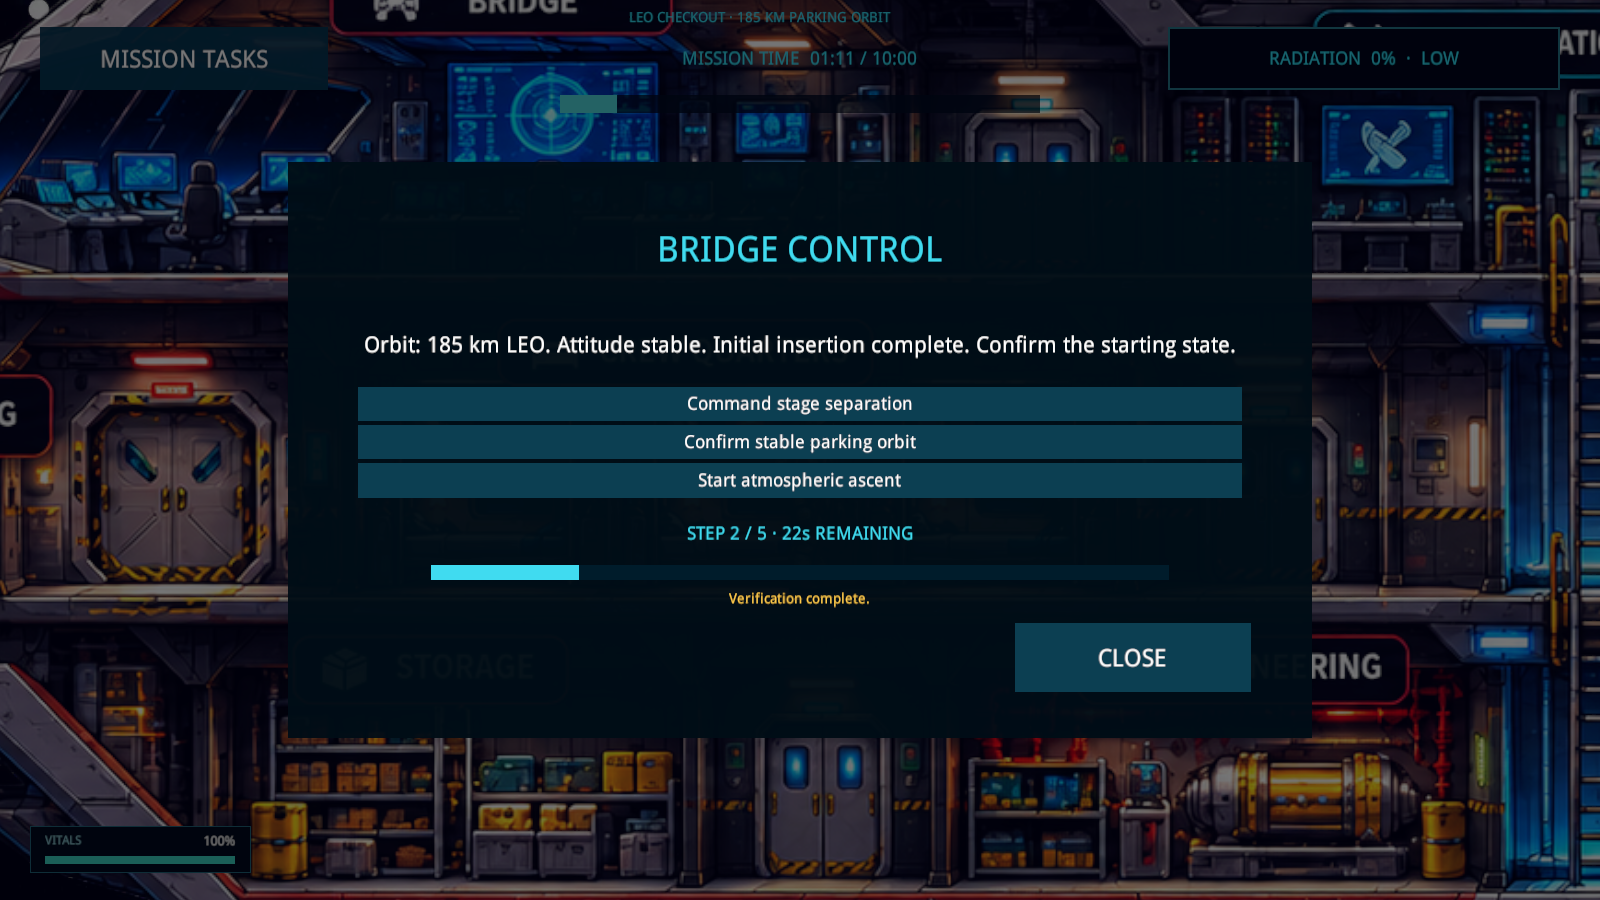 BRIDGE
LEO CHECKOUT · 185 KM PARKING ORBIT
MISSION TASKS
MISSION TIME 01:11 / 10:00
RADIATION 0% · LOW
BRIDGE CONTROL
Orbit: 185 km LEO. Attitude stable. Initial insertion complete. Confirm the starting state.
Command stage separation
Confirm stable parking orbit
Start atmospheric ascent
STEP 2 / 5 · 22s REMAINING
Verification complete.
CLOSE
STORAGE
NEERING
VITALS
100%